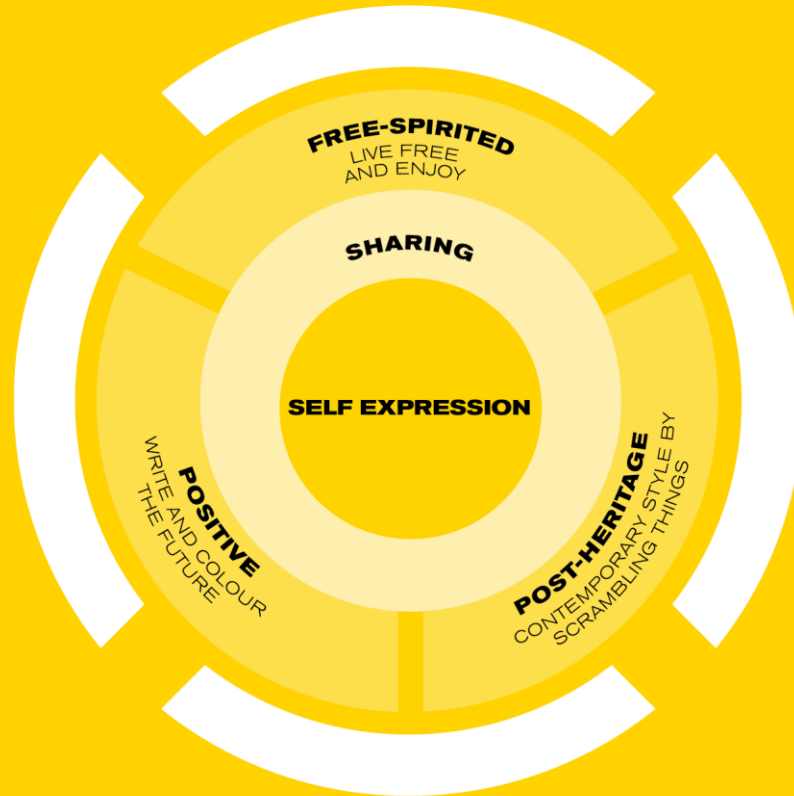 FREE-SPIRITED
LIVE FREE
AND ENJOY
SHARING
SELF EXPRESSION
POSITIVE
WRITE AND COLOUR
THE FUTURE
POST-HERITAGE
CONTEMPORARY STYLE BY
SCRAMBLING THINGS